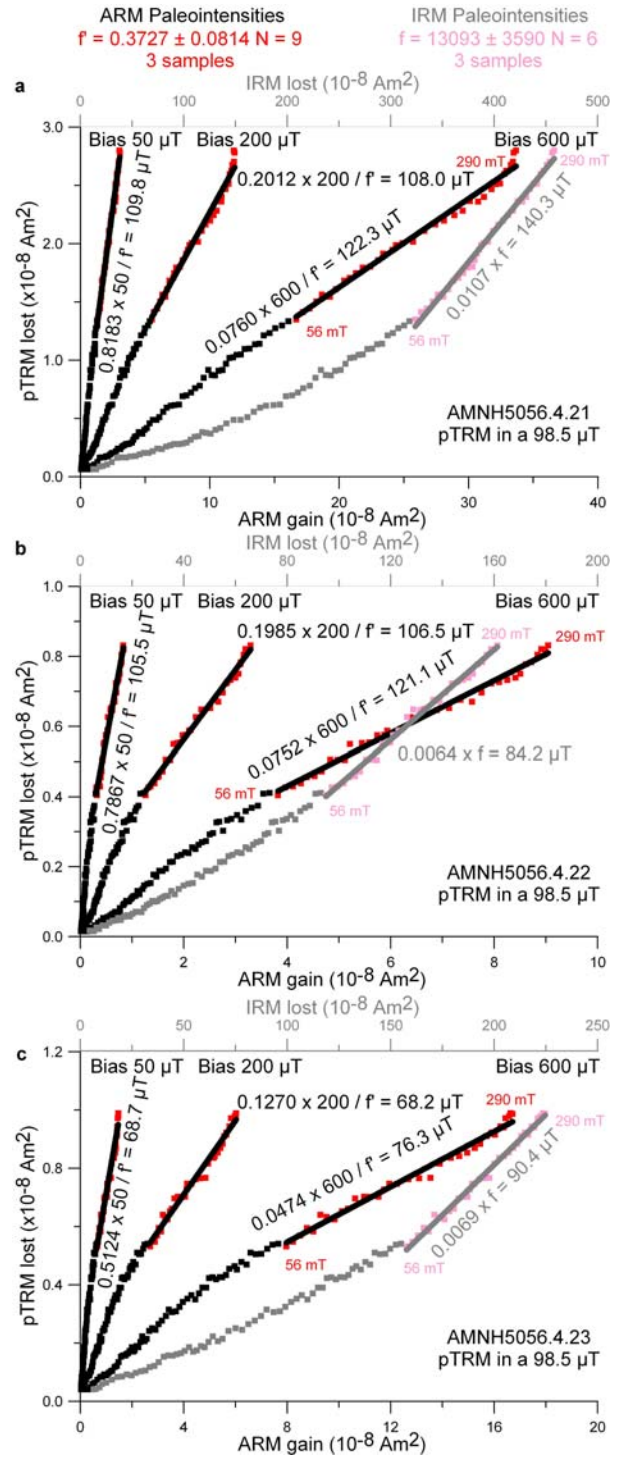 ARM Paleointensities
f' = 0.3727 ± 0.0814 N = 9
3 samples
IRM Paleointensities
f = 13093 ± 3590 N = 6
3 samples
a
IRM lost (10-8 Am2)
0 100 200 300 400 500
3.0
2.0
1.0
0.0
pTRM lost (x10-8 Am2)
Bias 50 µT
Bias 200 µT
Bias 600 µT
0.8183 x 50 / f' = 109.8 µT
0.2012 x 200 / f' = 108.0 µT
0.0760 x 600 / f' = 122.3 µT
0.0107 x f = 140.3 µT
290 mT
290 mT
56 mT
56 mT
AMNH5056.4.21
pTRM in a 98.5 µT
0 10 20 30 40
ARM gain (10-8 Am2)
b
IRM lost (10-8 Am2)
0 40 80 120 160 200
1.0
0.8
0.6
0.4
0.2
0.0
pTRM lost (x10-8 Am2)
Bias 50 µT
Bias 200 µT
Bias 600 µT
0.7867 x 50 / f' = 105.5 µT
0.1985 x 200 / f' = 106.5 µT
0.0752 x 600 / f' = 121.1 µT
0.0064 x f = 84.2 µT
290 mT
290 mT
56 mT
56 mT
AMNH5056.4.22
pTRM in a 98.5 µT
0 2 4 6 8 10
ARM gain (10-8 Am2)
c
IRM lost (10-8 Am2)
0 50 100 150 200 250
1.2
0.8
0.4
0.0
pTRM lost (x10-8 Am2)
Bias 50 µT
Bias 200 µT
Bias 600 µT
0.5124 x 50 / f' = 68.7 µT
0.1270 x 200 / f' = 68.2 µT
0.0474 x 600 / f' = 76.3 µT
0.0069 x f = 90.4 µT
290 mT
290 mT
56 mT
56 mT
AMNH5056.4.23
pTRM in a 98.5 µT
0 4 8 12 16 20
ARM gain (10-8 Am2)